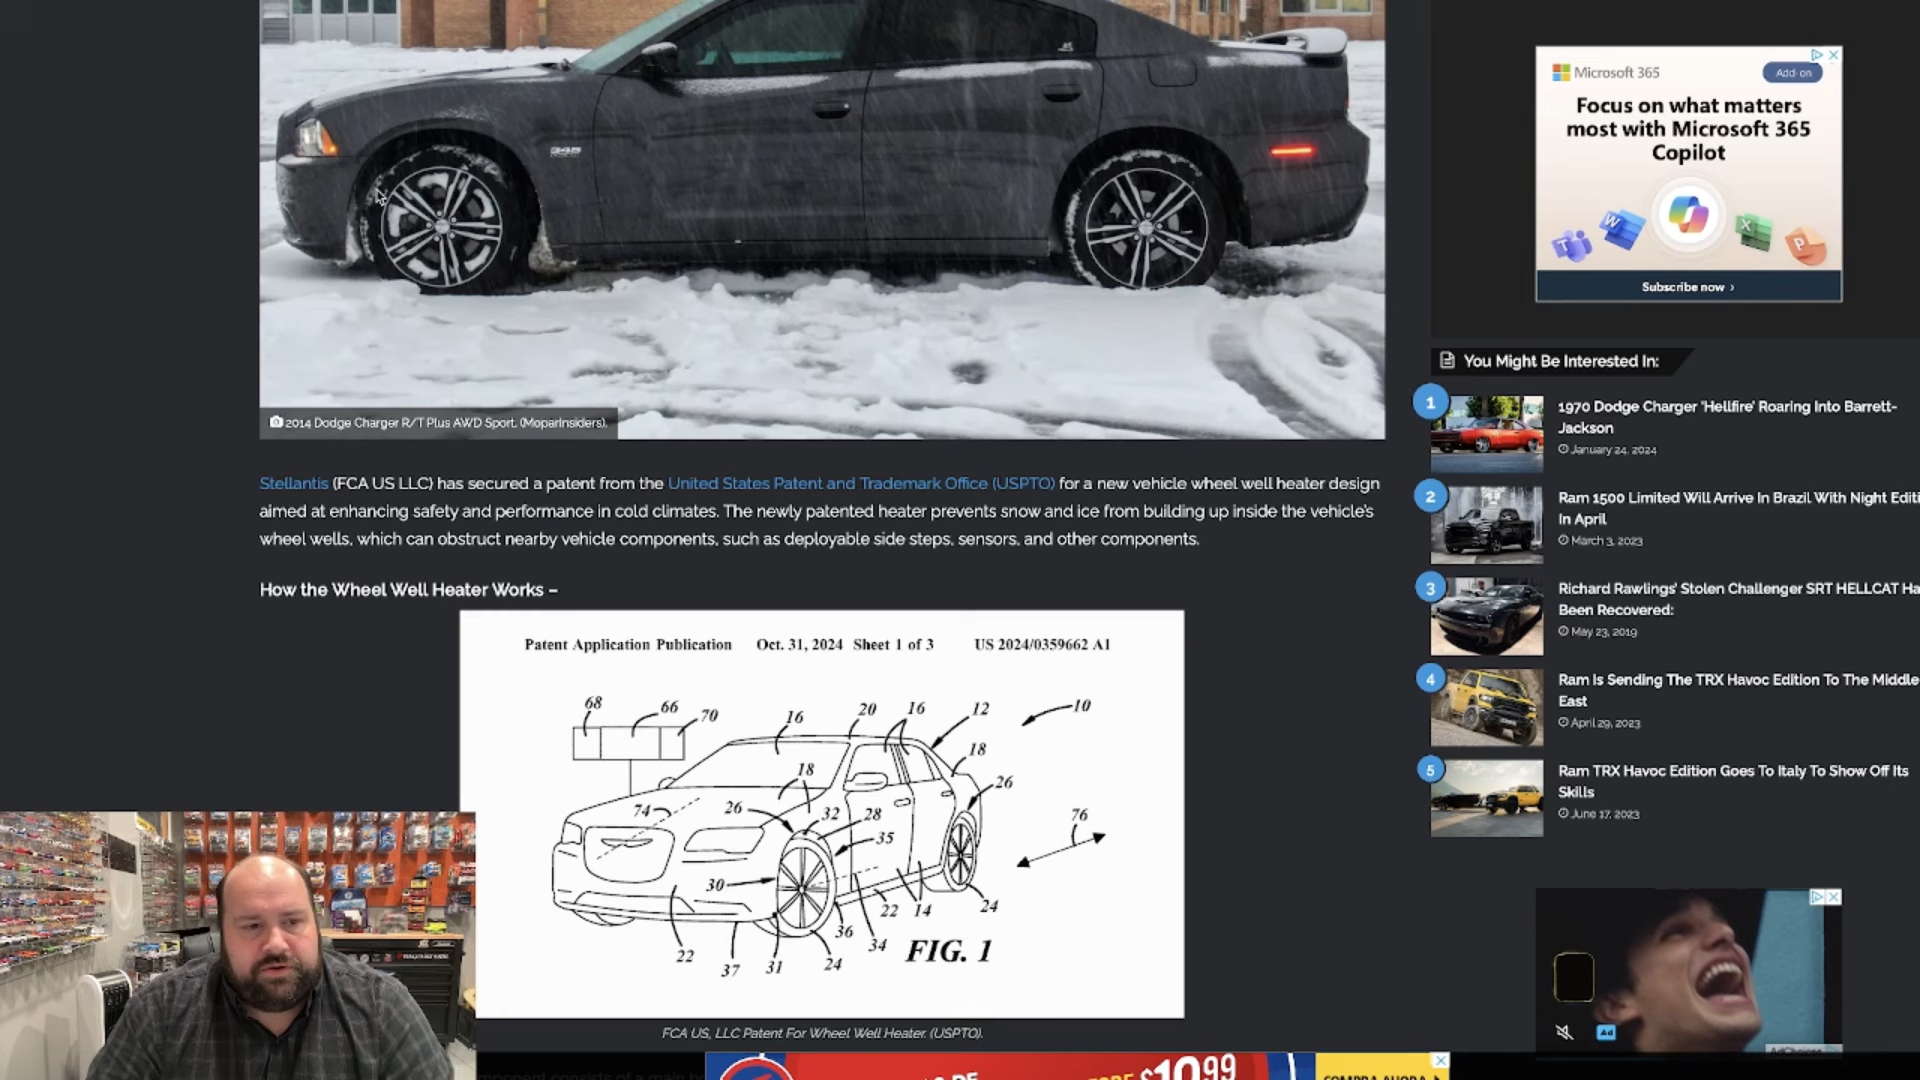 345
2014 Dodge Charger R/T Plus AWD Sport. (MoparInsiders).
Stellantis (FCA US LLC) has secured a patent from the United States Patent and Trademark Office (USPTO) for a new vehicle wheel well heater design
aimed at enhancing safety and performance in cold climates. The newly patented heater prevents snow and ice from building up inside the vehicle's
wheel wells, which can obstruct nearby vehicle components, such as deployable side steps, sensors, and other components.
How the Wheel Well Heater Works –
Patent Application Publication Oct. 31, 2024 Sheet 1 of 3 US 2024/0359662 A1
68 66 70 16 20 16 12 10
18 18 26
74 26 32 28 35 76
30
22 14 24
36 34
22 37 31 24
FIG. 1
FCA US, LLC Patent For Wheel Well Heater. (USPTO).
Microsoft 365
Add-on
Focus on what matters
most with Microsoft 365
Copilot
T W X P
Subscribe now ›
You Might Be Interested In:
1
1970 Dodge Charger 'Hellfire' Roaring Into Barrett-
Jackson
January 24, 2024
2
Ram 1500 Limited Will Arrive In Brazil With Night Editi
In April
March 3, 2023
3
Richard Rawlings' Stolen Challenger SRT HELLCAT Ha
Been Recovered:
May 23, 2019
4
Ram Is Sending The TRX Havoc Edition To The Middle
East
April 29, 2023
5
Ram TRX Havoc Edition Goes To Italy To Show Off Its
Skills
June 17, 2023
Ad
AdChoices
$10.99
COMPRA AHORA